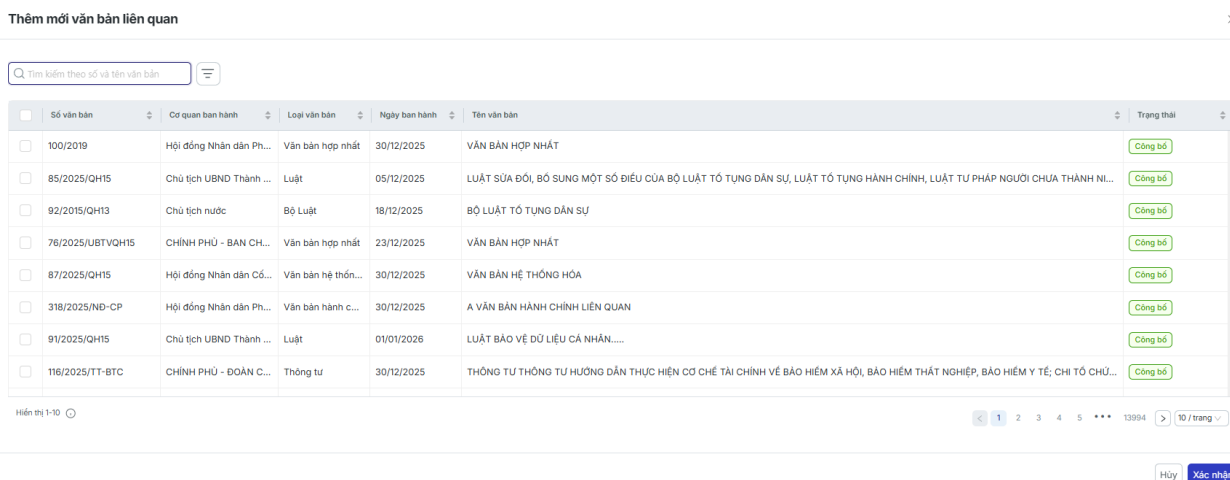 Thêm mới văn bản liên quan
Tìm kiếm theo số và tên văn bản
Số văn bản Cơ quan ban hành Loại văn bản Ngày ban hành Tên văn bản Trạng thái
100/2019 Hội đồng Nhân dân Ph... Văn bản hợp nhất 30/12/2025 VĂN BẢN HỢP NHẤT Công bố
85/2025/QH15 Chủ tịch UBND Thành ... Luật 05/12/2025 LUẬT SỬA ĐỔI, BỔ SUNG MỘT SỐ ĐIỀU CỦA BỘ LUẬT TỐ TỤNG DÂN SỰ, LUẬT TỐ TỤNG HÀNH CHÍNH, LUẬT TƯ PHÁP NGƯỜI CHƯA THÀNH NI... Công bố
92/2015/QH13 Chủ tịch nước Bộ Luật 18/12/2025 BỘ LUẬT TỐ TỤNG DÂN SỰ Công bố
76/2025/UBTVQH15 CHÍNH PHỦ - BAN CH... Văn bản hợp nhất 23/12/2025 VĂN BẢN HỢP NHẤT Công bố
87/2025/QH15 Hội đồng Nhân dân Cố... Văn bản hệ thốn... 30/12/2025 VĂN BẢN HỆ THỐNG HÓA Công bố
318/2025/NĐ-CP Hội đồng Nhân dân Ph... Văn bản hành c... 30/12/2025 A VĂN BẢN HÀNH CHÍNH LIÊN QUAN Công bố
91/2025/QH15 Chủ tịch UBND Thành ... Luật 01/01/2026 LUẬT BẢO VỆ DỮ LIỆU CÁ NHÂN..... Công bố
116/2025/TT-BTC CHÍNH PHỦ - ĐOÀN C... Thông tư 30/12/2025 THÔNG TƯ THÔNG TƯ HƯỚNG DẪN THỰC HIỆN CƠ CHẾ TÀI CHÍNH VỀ BẢO HIỂM XÃ HỘI, BẢO HIỂM THẤT NGHIỆP, BẢO HIỂM Y TẾ; CHI TỔ CHỨ... Công bố
Hiển thị 1-10 1 2 3 4 5 ••• 13994 10 / trang
Hủy Xác nhận